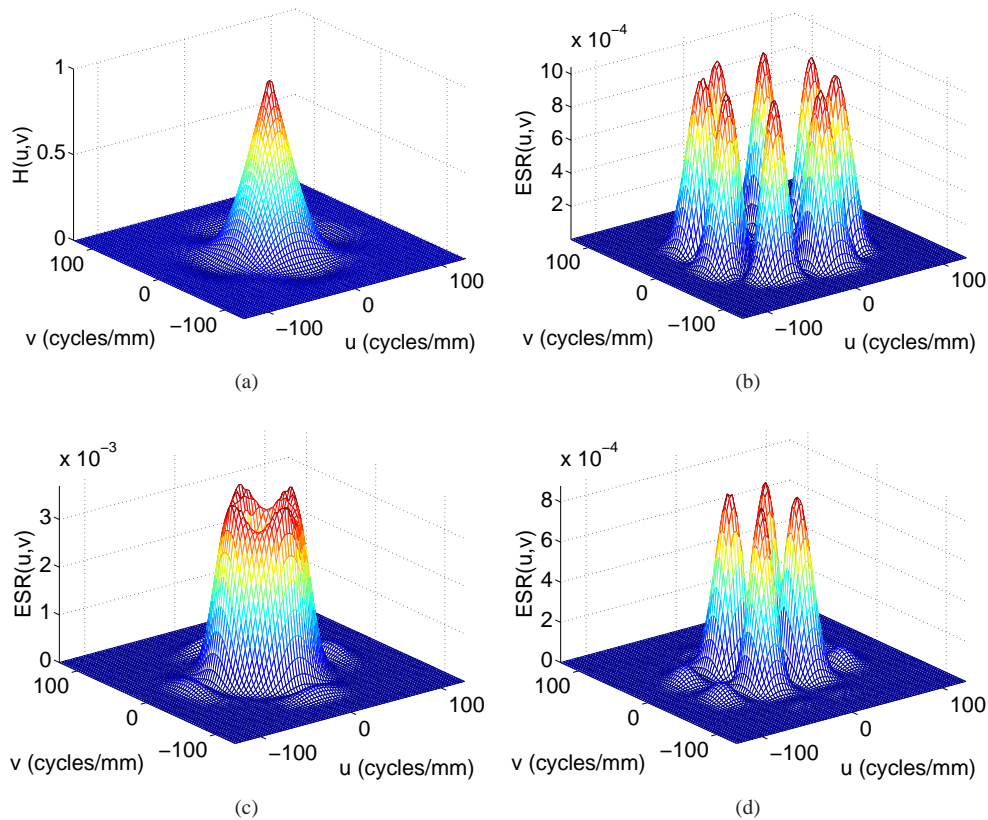 1
0.5
0
H(u,v)
100
0
−100
v (cycles/mm)
−100
0
100
u (cycles/mm)
(a)
x 10−4
10
8
6
4
2
ESR(u,v)
100
0
−100
v (cycles/mm)
−100
0
100
u (cycles/mm)
(b)
x 10−3
3
2
1
0
ESR(u,v)
100
0
−100
v (cycles/mm)
−100
0
100
u (cycles/mm)
(c)
x 10−4
8
6
4
2
0
ESR(u,v)
100
0
−100
v (cycles/mm)
−100
0
100
u (cycles/mm)
(d)